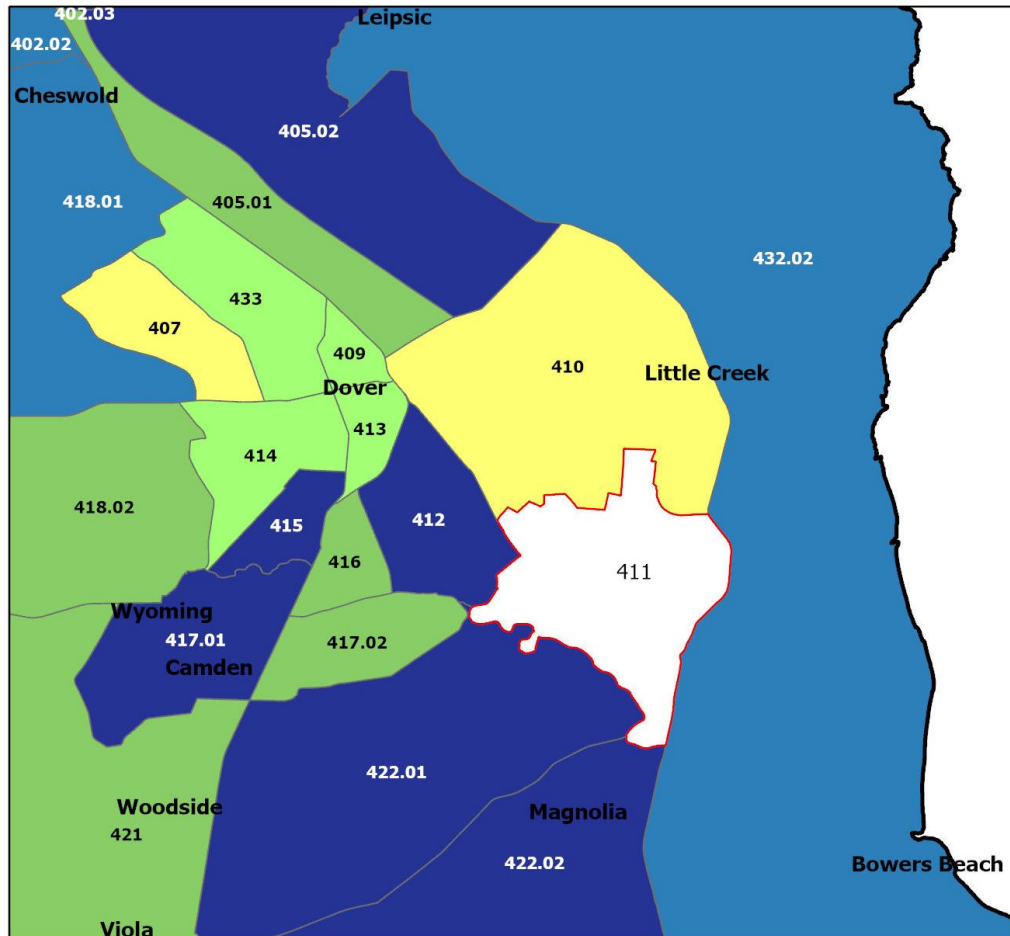 402.03
Leipsic
402.02
Cheswold
405.02
418.01
405.01
432.02
433
407
409
410
Little Creek
Dover
413
414
418.02
415
412
416
411
Wyoming
417.01
417.02
Camden
422.01
Woodside
Magnolia
421
422.02
Bowers Beach
Viola